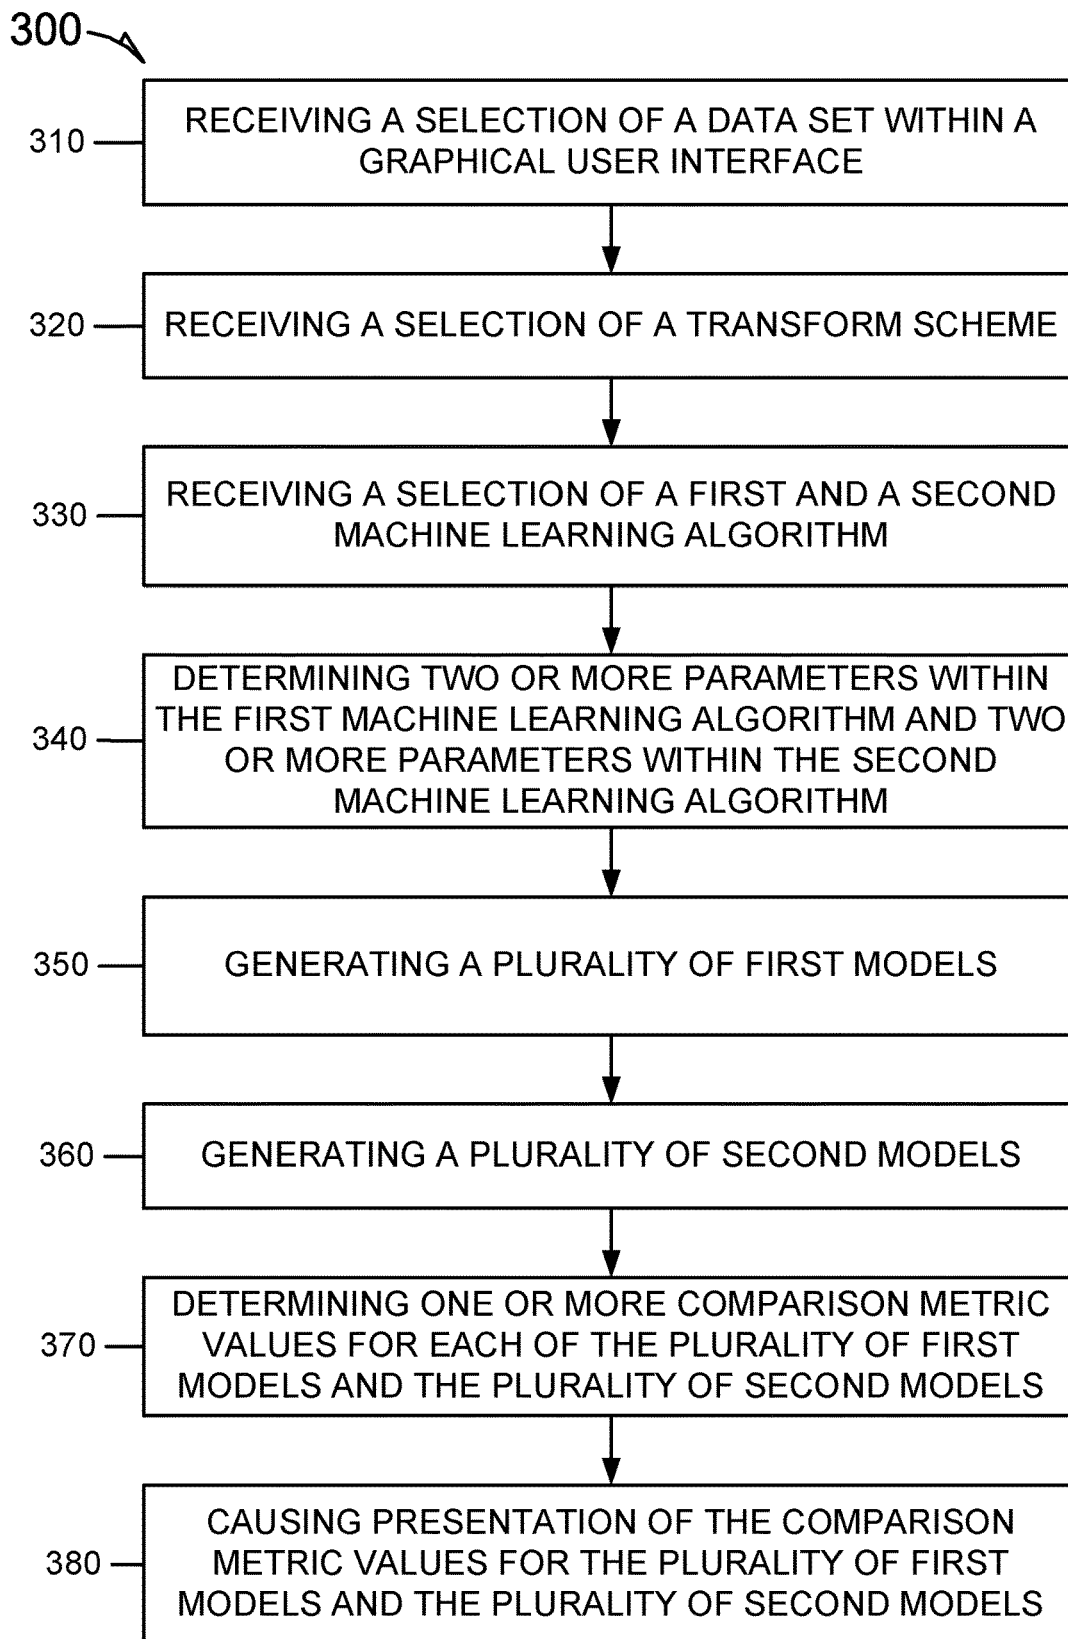 300
310
RECEIVING A SELECTION OF A DATA SET WITHIN A
GRAPHICAL USER INTERFACE
320
RECEIVING A SELECTION OF A TRANSFORM SCHEME
330
RECEIVING A SELECTION OF A FIRST AND A SECOND
MACHINE LEARNING ALGORITHM
340
DETERMINING TWO OR MORE PARAMETERS WITHIN
THE FIRST MACHINE LEARNING ALGORITHM AND TWO
OR MORE PARAMETERS WITHIN THE SECOND
MACHINE LEARNING ALGORITHM
350
GENERATING A PLURALITY OF FIRST MODELS
360
GENERATING A PLURALITY OF SECOND MODELS
370
DETERMINING ONE OR MORE COMPARISON METRIC
VALUES FOR EACH OF THE PLURALITY OF FIRST
MODELS AND THE PLURALITY OF SECOND MODELS
380
CAUSING PRESENTATION OF THE COMPARISON
METRIC VALUES FOR THE PLURALITY OF FIRST
MODELS AND THE PLURALITY OF SECOND MODELS